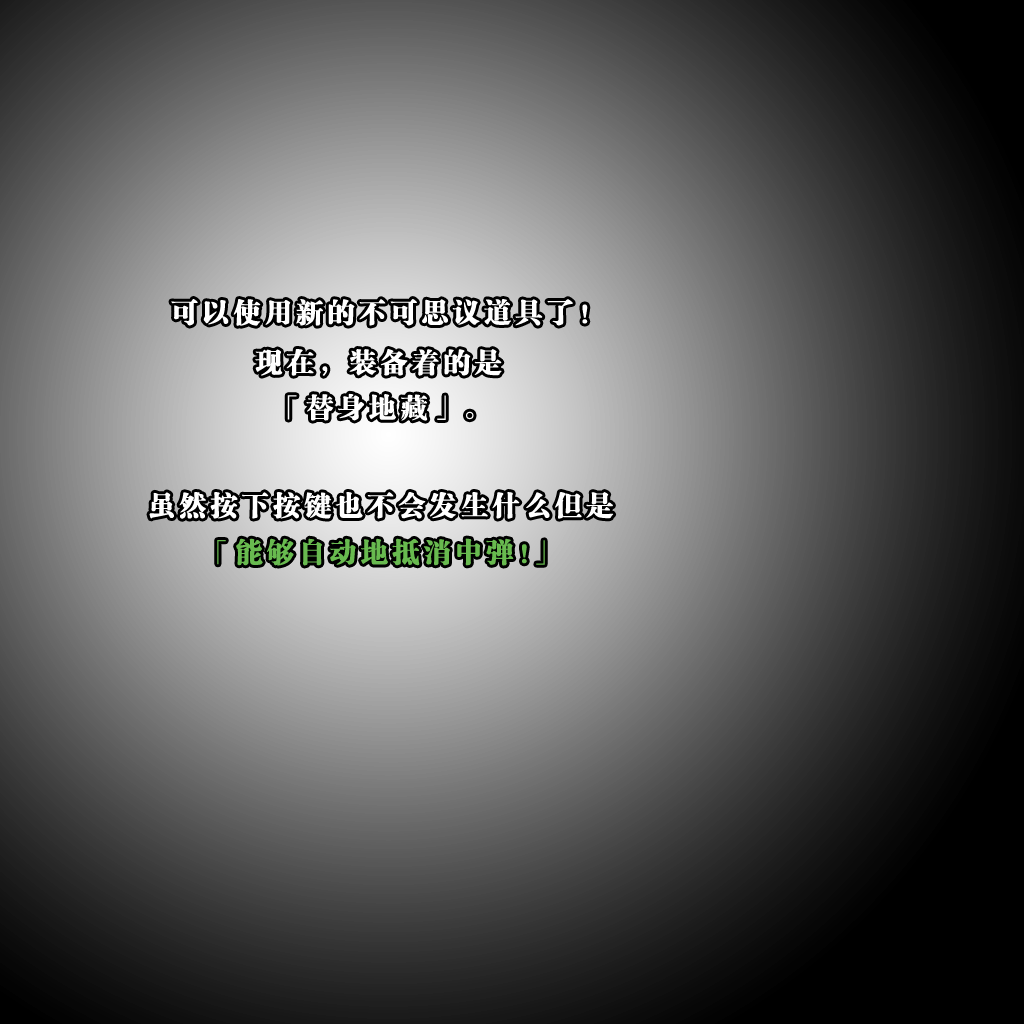 可以使用新的不可思议道具了!
现在，装备着的是
「替身地藏」。
虽然按下按键也不会发生什么但是
「能够自动地抵消中弹!」